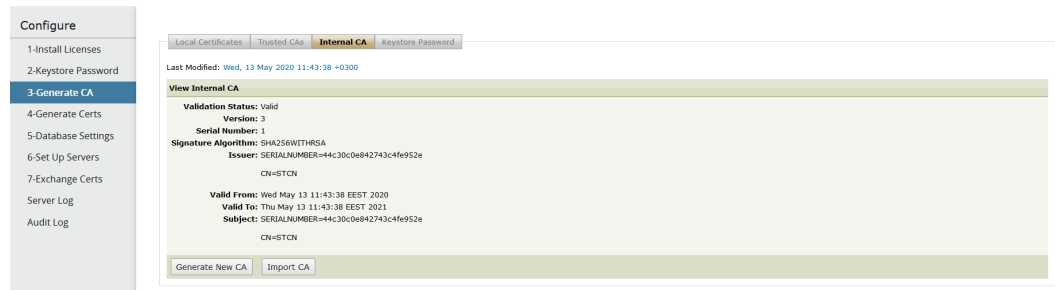 Configure
1-Install Licenses
2-Keystore Password
3-Generate CA
4-Generate Certs
5-Database Settings
6-Set Up Servers
7-Exchange Certs
Server Log
Audit Log
Local Certificates Trusted CAs Internal CA Keystore Password
Last Modified: Wed, 13 May 2020 11:43:38 +0300
View Internal CA
Validation Status: Valid
Version: 3
Serial Number: 1
Signature Algorithm: SHA256WITHRSA
Issuer: SERIALNUMBER=44c30c0e842743c4fe952e
CN=STCN
Valid From: Wed May 13 11:43:38 EEST 2020
Valid To: Thu May 13 11:43:38 EEST 2021
Subject: SERIALNUMBER=44c30c0e842743c4fe952e
CN=STCN
Generate New CA Import CA